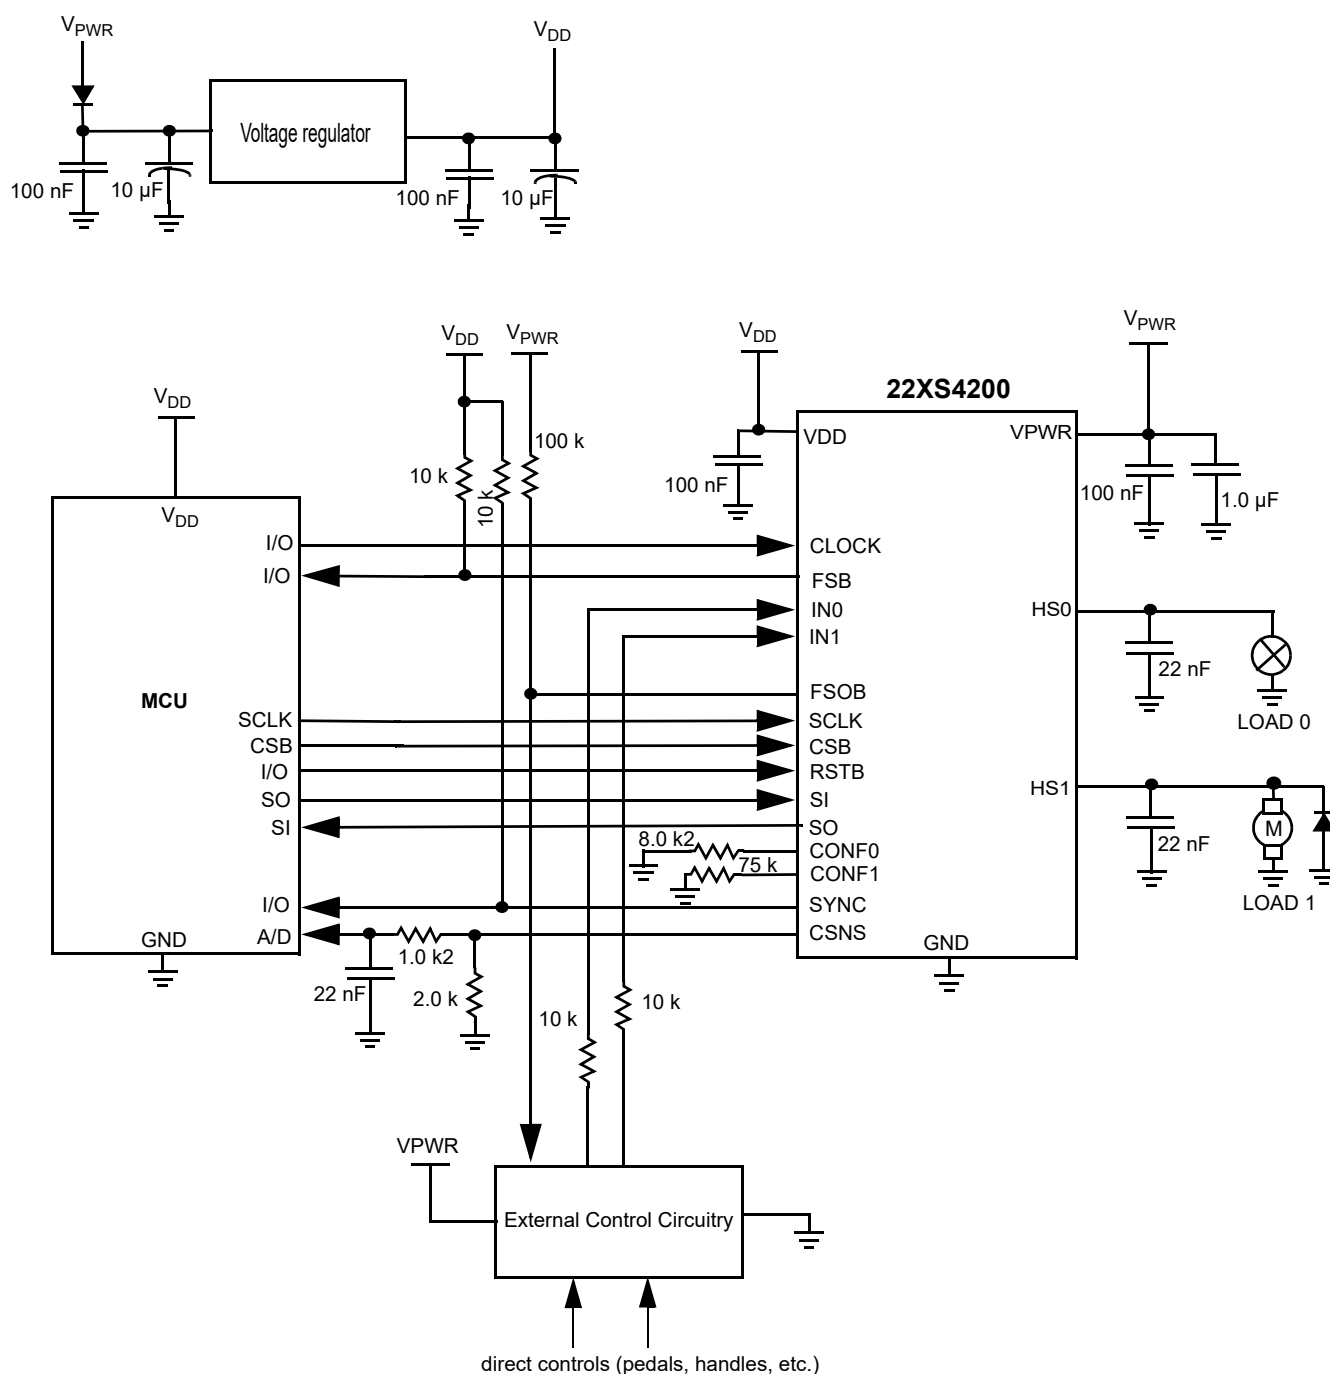 VPWR
VDD
Voltage regulator
100 nF
10 µF
100 nF
10 µF
VDD
VPWR
VDD
VPWR
22XS4200
VDD
VDD
VPWR
100 k
10 k
10 k
100 nF
100 nF
1.0 µF
VDD
I/O
CLOCK
I/O
FSB
IN0
HS0
IN1
22 nF
MCU
FSOB
SCLK
SCLK
LOAD 0
CSB
CSB
I/O
RSTB
HS1
SO
SI
SI
SO
M
8.0 k2
CONF0
22 nF
75 k
CONF1
I/O
SYNC
LOAD 1
A/D
CSNS
GND
GND
1.0 k2
22 nF
2.0 k
10 k
10 k
VPWR
External Control Circuitry
direct controls (pedals, handles, etc.)